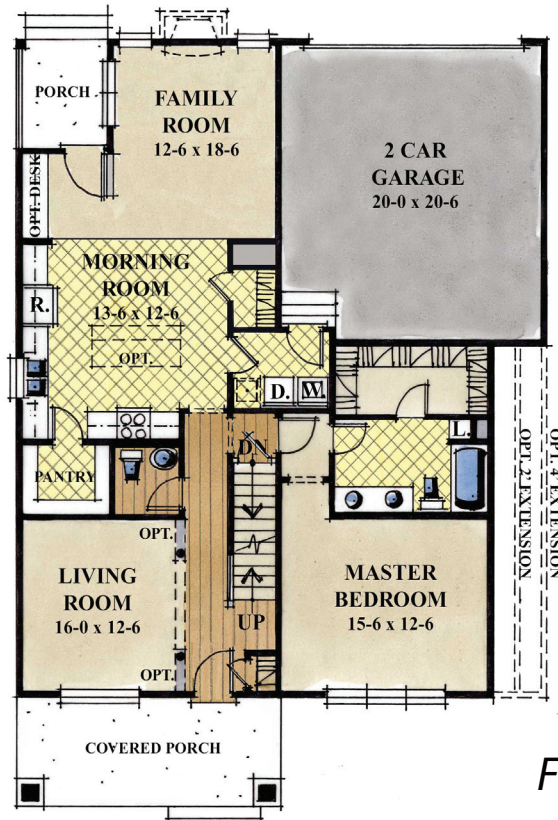 PORCH
FAMILY
ROOM
12-6 x 18-6
2 CAR
GARAGE
20-0 x 20-6
OPT. DESK
MORNING
ROOM
13-6 x 12-6
R.
OPT.
D.
W.
L.
DN
PANTRY
OPT.
LIVING
ROOM
16-0 x 12-6
OPT.
UP
MASTER
BEDROOM
15-6 x 12-6
OPT. 2' EXTENSION
OPT. 4' EXTENSION
COVERED PORCH
F